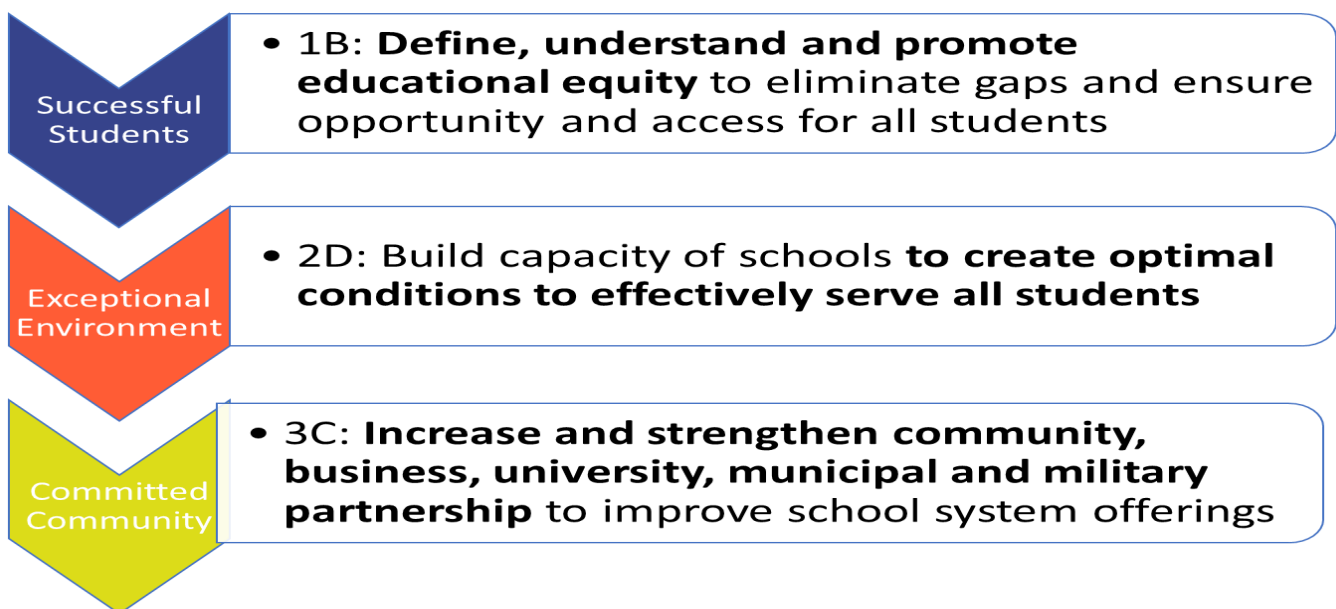 Successful
Students
• 1B: Define, understand and promote
educational equity to eliminate gaps and ensure
opportunity and access for all students
Exceptional
Environment
• 2D: Build capacity of schools to create optimal
conditions to effectively serve all students
Committed
Community
• 3C: Increase and strengthen community,
business, university, municipal and military
partnership to improve school system offerings